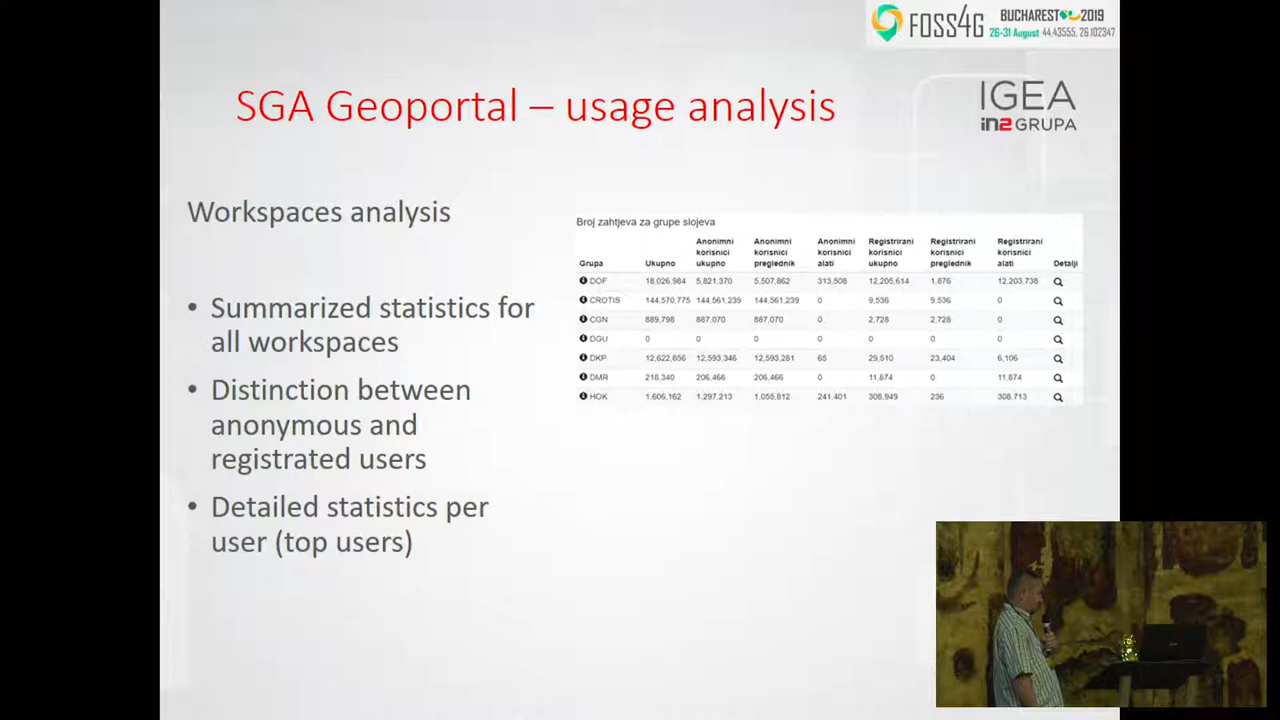 FOSS4G
BUCHAREST 2019
26-31 August 44.43555, 26.102347
SGA Geoportal – usage analysis
IGEA
in2 GRUPA
Workspaces analysis
• Summarized statistics for
all workspaces
• Distinction between
anonymous and
registrated users
• Detailed statistics per
user (top users)
Broj zahtjeva za grupe slojeva
Grupa Ukupno Anonimni korisnici ukupno Anonimni korisnici preglednik Anonimni korisnici alati Registrirani korisnici ukupno Registrirani korisnici preglednik Registrirani korisnici alati Detalji
DOF 18,026,984 5,821,370 5,507,862 313,508 12,205,614 1,876 12,203,738
CROTIS 144,570,775 144,561,239 144,561,239 0 9,536 9,536 0
CGN 889,798 887,070 887,070 0 2,728 2,728 0
DGU 0 0 0 0 0 0 0
DKP 12,622,856 12,593,346 12,593,281 65 29,510 23,404 6,106
DMR 218,340 206,466 206,466 0 11,874 0 11,874
HOK 1,606,162 1,297,213 1,055,812 241,401 308,949 236 308,713